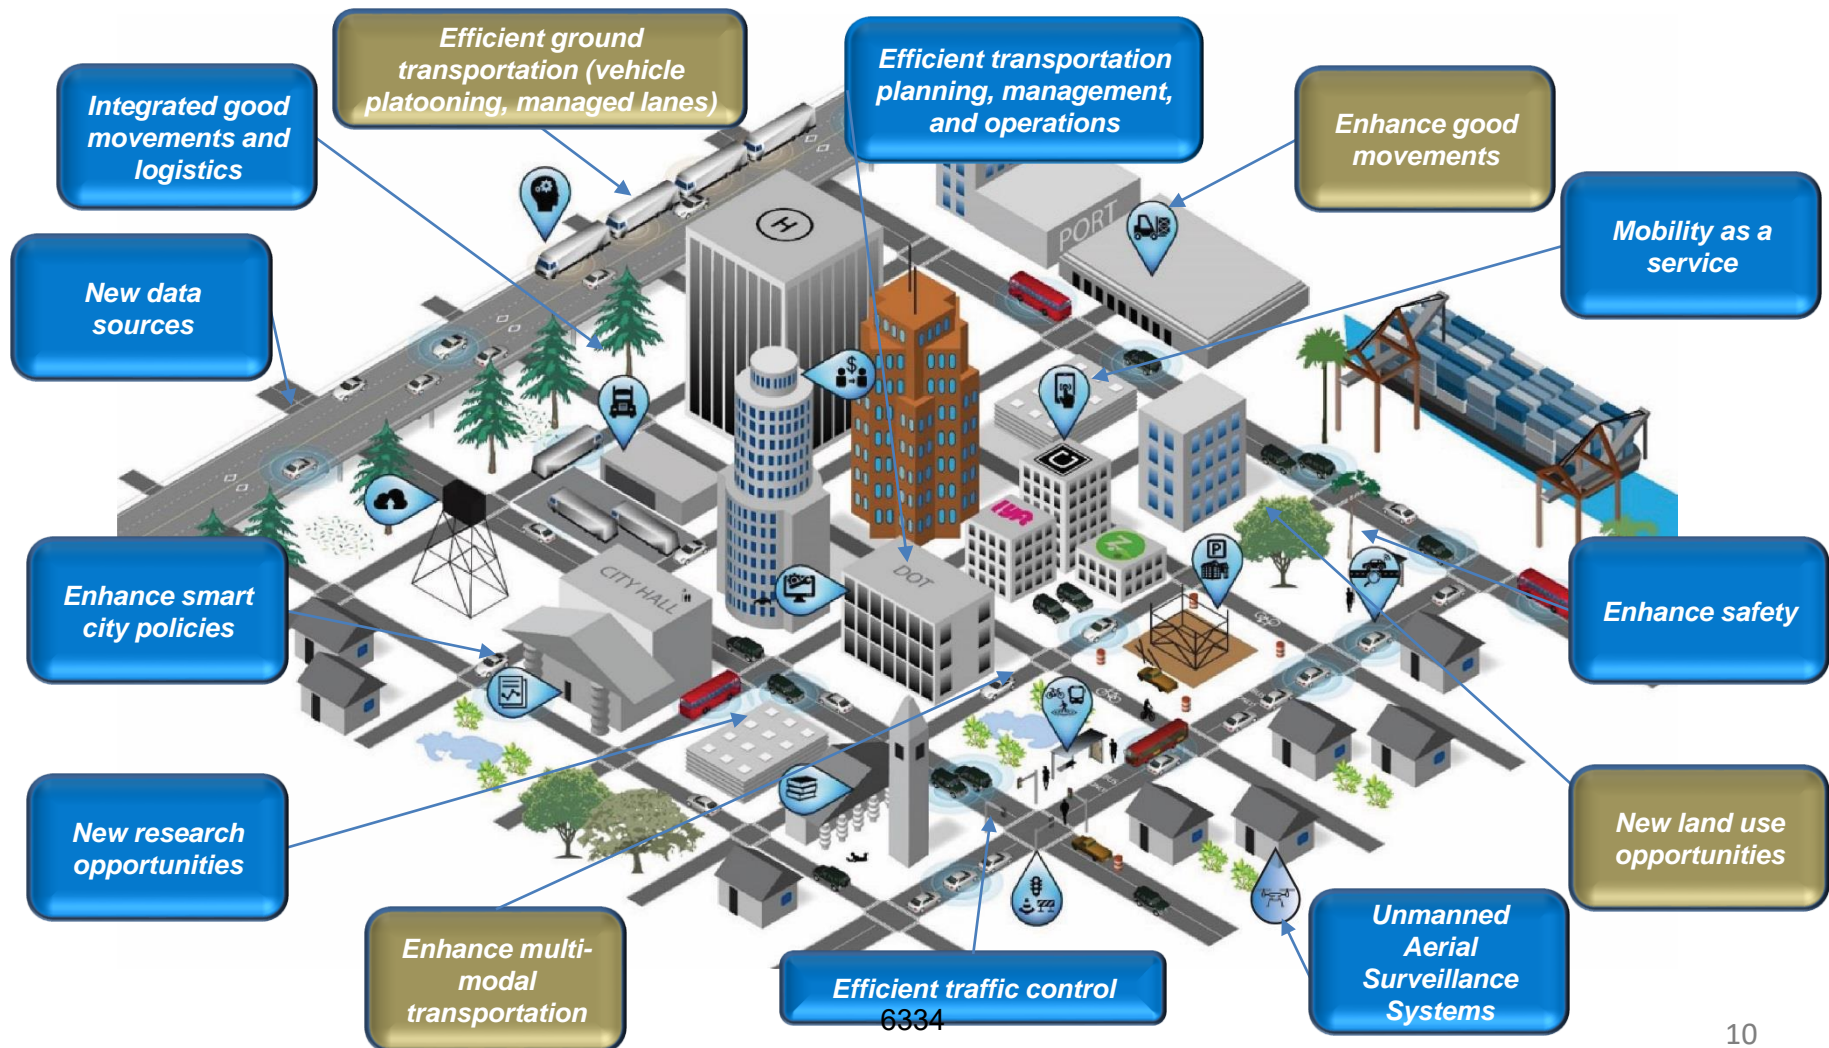 Efficient ground
transportation (vehicle
platooning, managed lanes)
Efficient transportation
planning, management,
and operations
Integrated good
movements and
logistics
Enhance good
movements
Mobility as a
service
New data
sources
H
PORT
$
lyft
Z
P
DOT
CITY HALL
Enhance smart
city policies
Enhance safety
New research
opportunities
New land use
opportunities
Enhance multi-
modal
transportation
Efficient traffic control
6334
Unmanned
Aerial
Surveillance
Systems
10